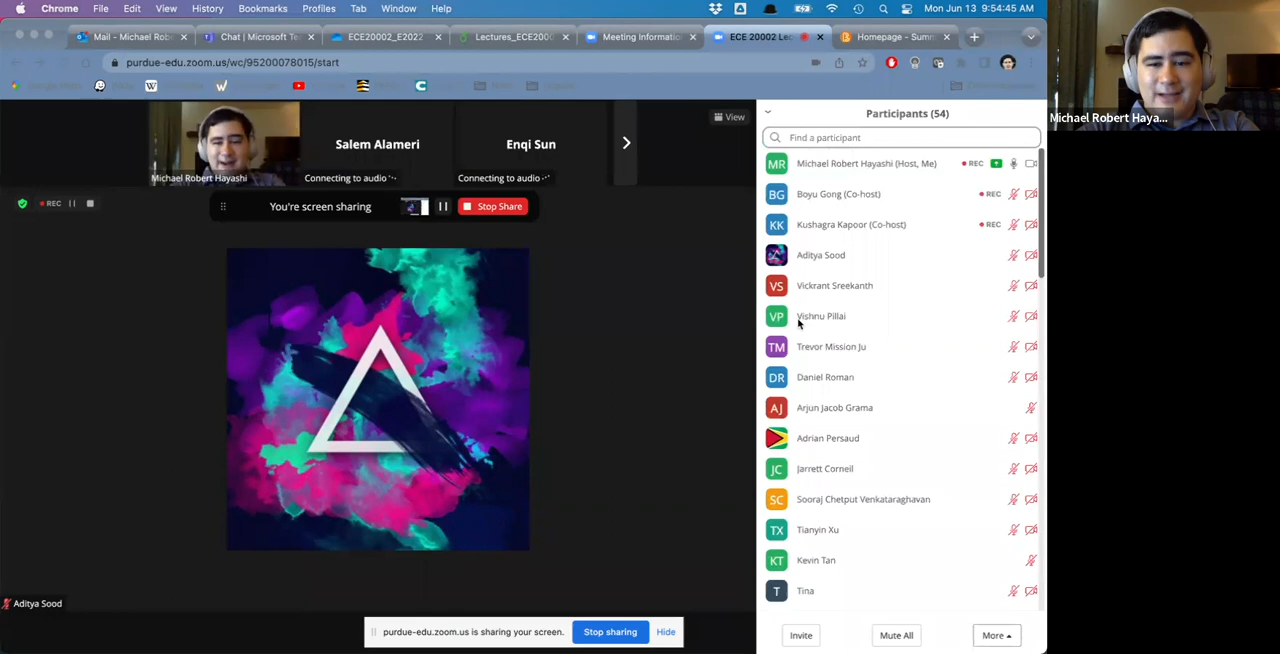 Chrome File Edit View History Bookmarks Profiles Tab Window Help Mon Jun 13 9:54:45 AM
Mail - Michael Rob Chat | Microsoft Te ECE20002_E2022 Lectures_ECE200 Meeting Informatio ECE 20002 Lec Homepage - Summ
purdue-edu.zoom.us/wc/95200078015/start
Michael Robert Haya...
View
Salem Alameri
Enqi Sun
Michael Robert Hayashi
Connecting to audio
Connecting to audio
REC
You're screen sharing
Stop Share
Aditya Sood
purdue-edu.zoom.us is sharing your screen.
Stop sharing
Hide
Participants (54)
Find a participant
MR Michael Robert Hayashi (Host, Me) REC
BG Boyu Gong (Co-host) REC
KK Kushagra Kapoor (Co-host) REC
Aditya Sood
VS Vickrant Sreekanth
VP Vishnu Pillai
TM Trevor Mission Ju
DR Daniel Roman
AJ Arjun Jacob Grama
Adrian Persaud
JC Jarrett Corneil
SC Sooraj Chetput Venkataraghavan
TX Tianyin Xu
KT Kevin Tan
T Tina
Invite
Mute All
More